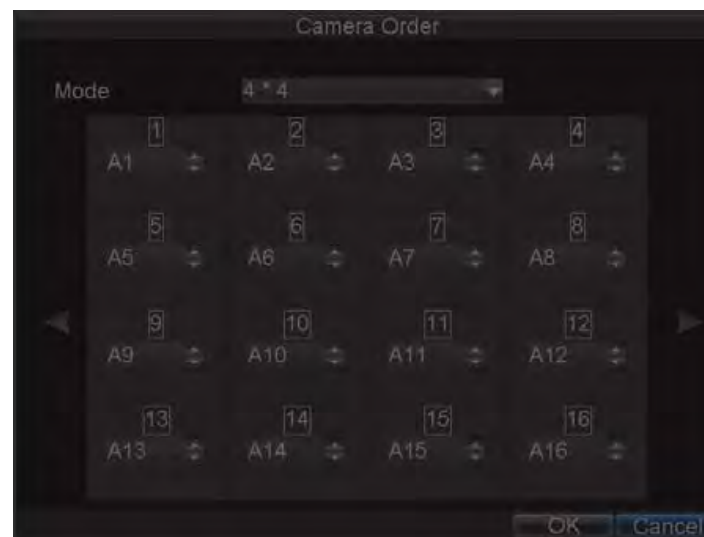 Camera Order
Mode 4 * 4
1 2 3 4
A1 A2 A3 A4
5 6 7 8
A5 A6 A7 A8
9 10 11 12
A9 A10 A11 A12
13 14 15 16
A13 A14 A15 A16
OK Cancel